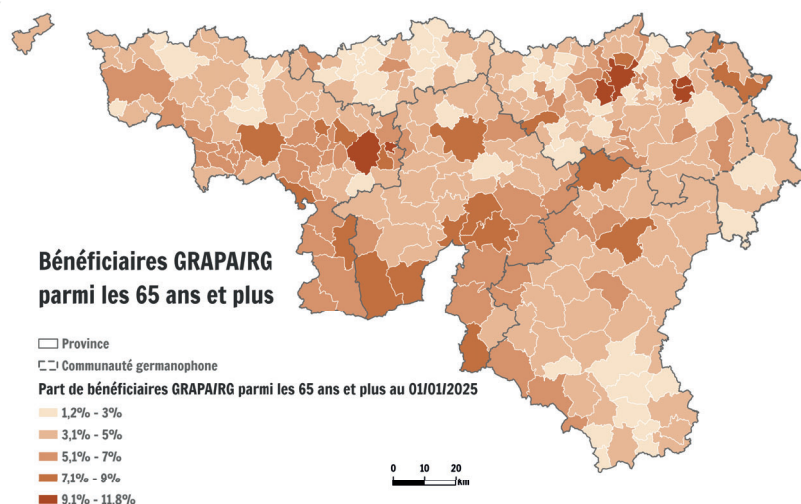 Bénéficiaires GRAPA/RG
parmi les 65 ans et plus
Province
Communauté germanophone
Part de bénéficiaires GRAPA/RG parmi les 65 ans et plus au 01/01/2025
1,2% - 3%
3,1% - 5%
5,1% - 7%
7,1% - 9%
9,1% - 11,8%
0 10 20
Km